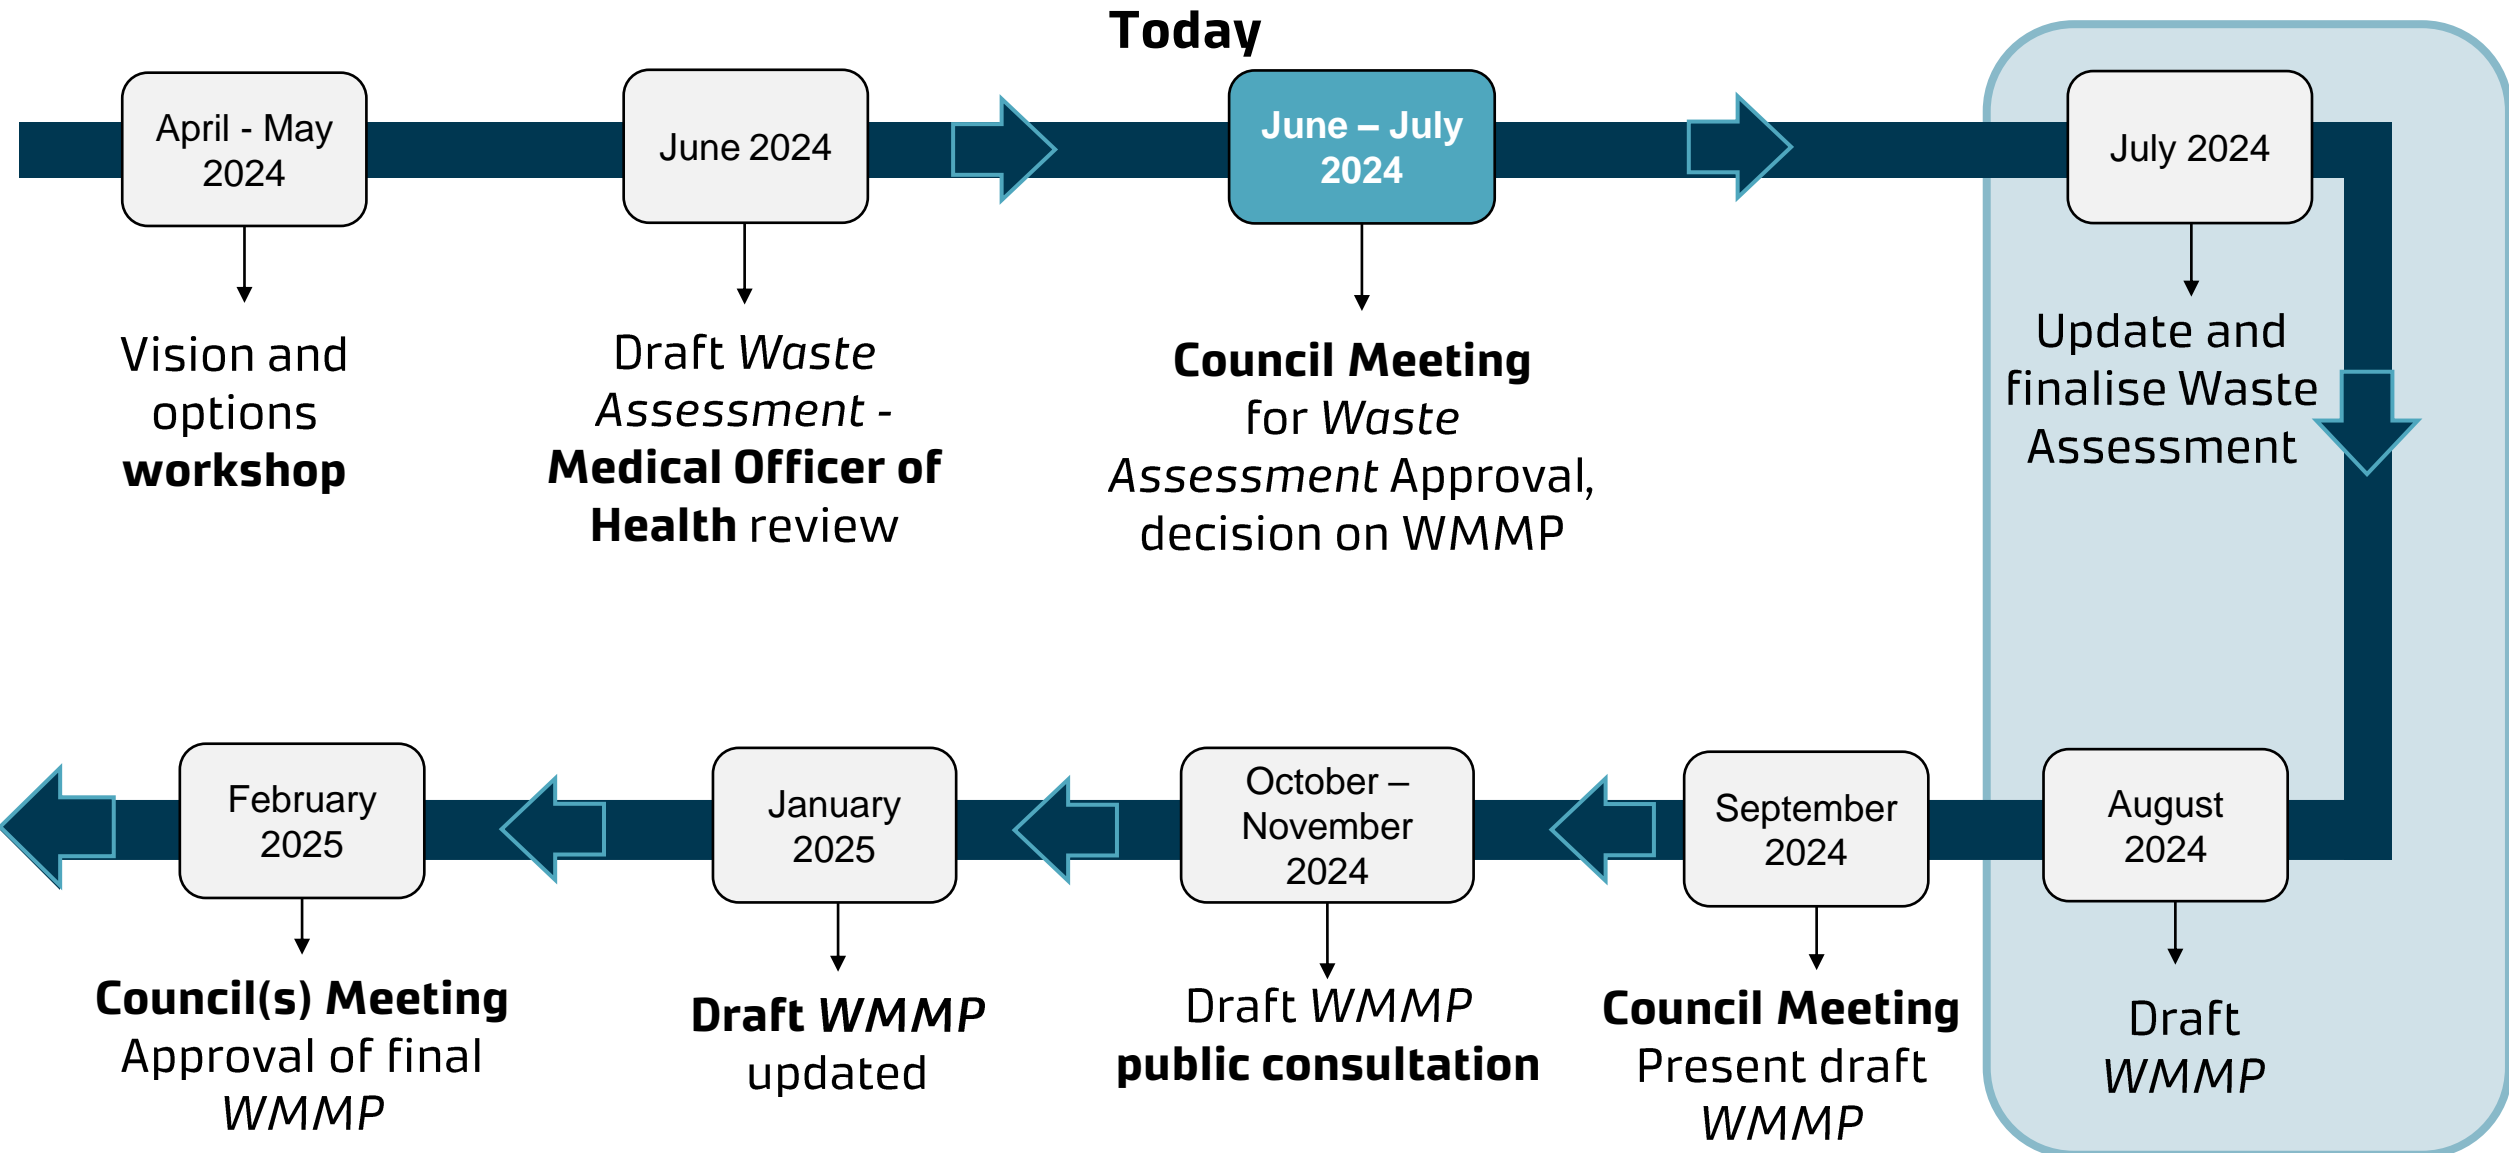 Today
April - May
2024
June 2024
June – July
2024
July 2024
Vision and
options
workshop
Draft Waste
Assessment -
Medical Officer of
Health review
Council Meeting
for Waste
Assessment Approval,
decision on WMMP
Update and
finalise Waste
Assessment
February
2025
January
2025
October –
November
2024
September
2024
August
2024
Council(s) Meeting
Approval of final
WMMP
Draft WMMP
updated
Draft WMMP
public consultation
Council Meeting
Present draft
WMMP
Draft
WMMP